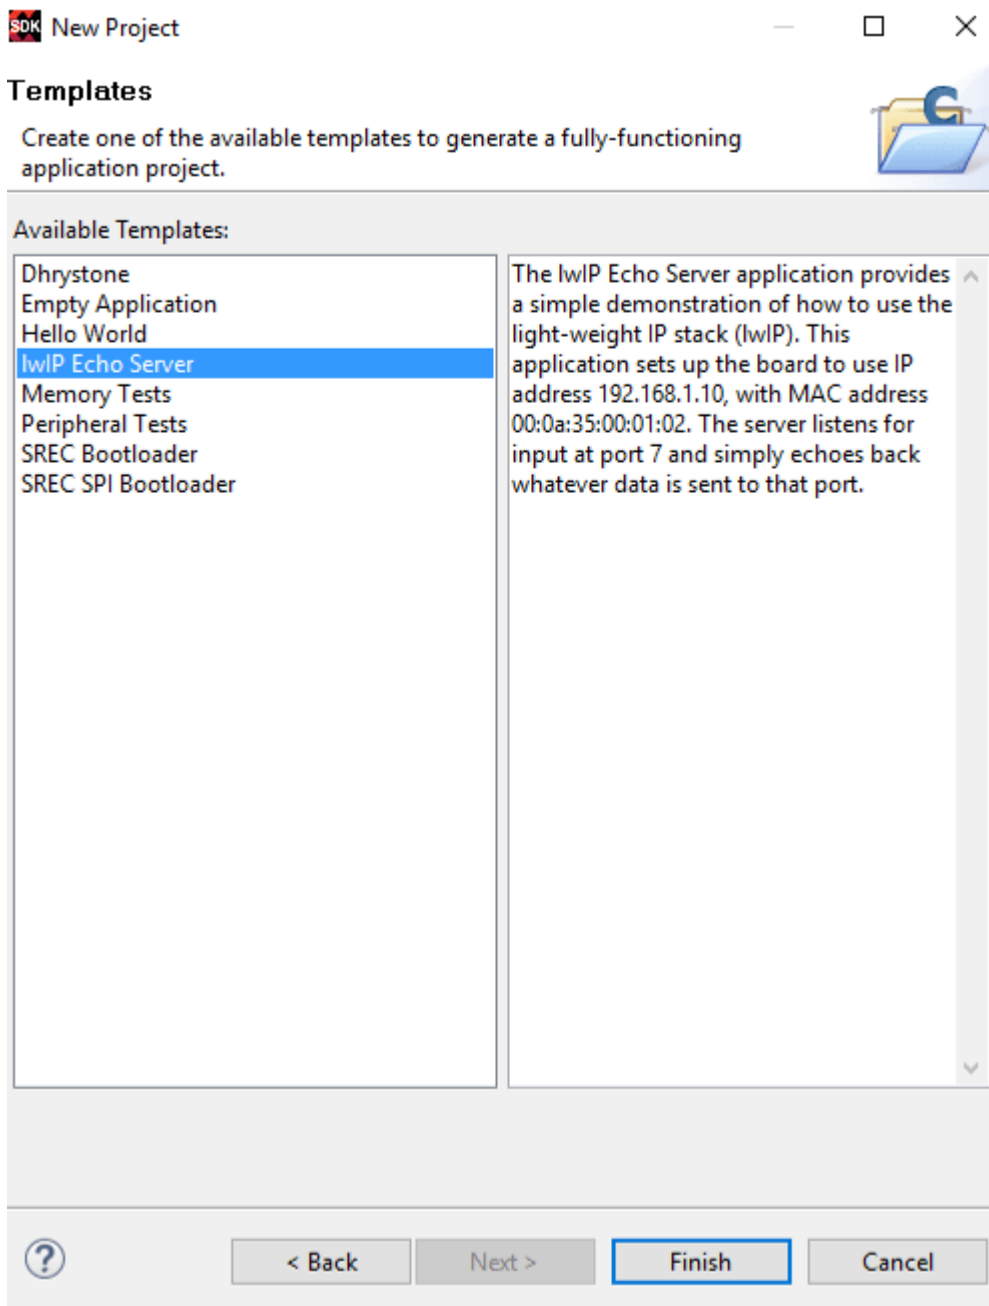 SDK New Project
Templates
Create one of the available templates to generate a fully-functioning
application project.
Available Templates:
Dhrystone
Empty Application
Hello World
lwIP Echo Server
Memory Tests
Peripheral Tests
SREC Bootloader
SREC SPI Bootloader
The lwIP Echo Server application provides
a simple demonstration of how to use the
light-weight IP stack (lwIP). This
application sets up the board to use IP
address 192.168.1.10, with MAC address
00:0a:35:00:01:02. The server listens for
input at port 7 and simply echoes back
whatever data is sent to that port.
? < Back Next > Finish Cancel